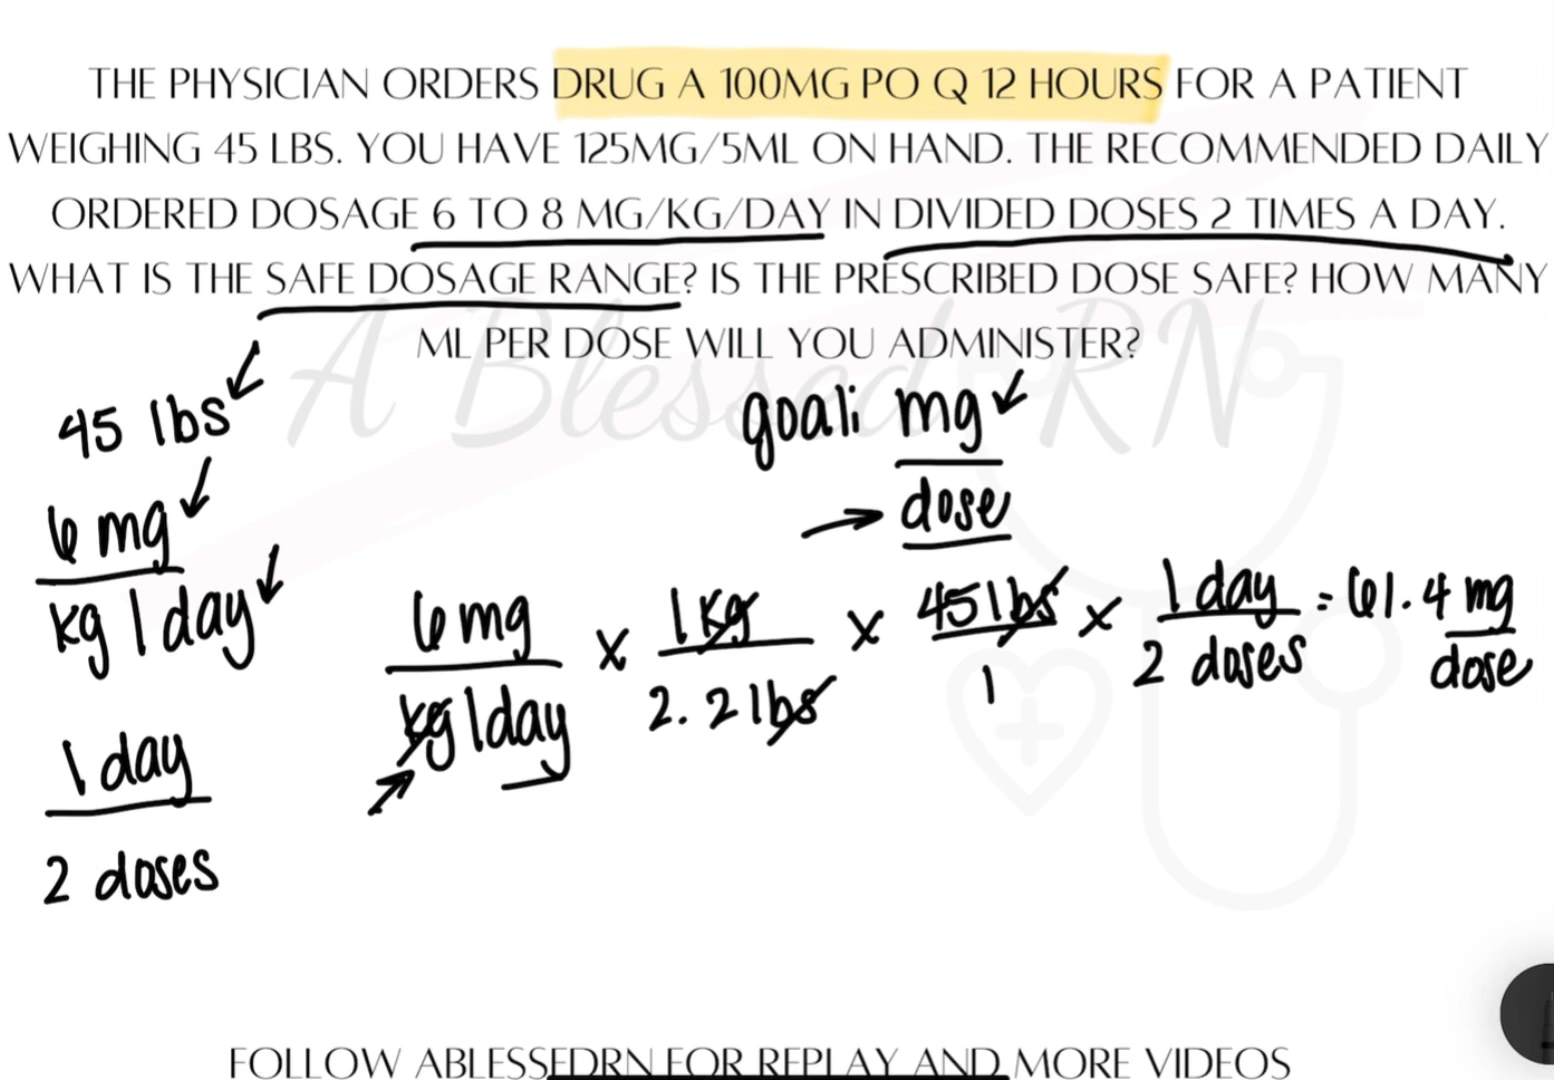 THE PHYSICIAN ORDERS DRUG A 100MG PO Q 12 HOURS FOR A PATIENT
WEIGHING 45 LBS. YOU HAVE 125MG/5ML ON HAND. THE RECOMMENDED DAILY
ORDERED DOSAGE 6 TO 8 MG/KG/DAY IN DIVIDED DOSES 2 TIMES A DAY.
WHAT IS THE SAFE DOSAGE RANGE? IS THE PRESCRIBED DOSE SAFE? HOW MANY
ML PER DOSE WILL YOU ADMINISTER?
A Blessed RN
45 lbs
goal: mg
dose
6 mg
kg | day
6 mg x 1 kg x 45 lbs x 1 day = 61.4 mg
kg | day 2.2 lbs 1 2 doses dose
1 day
2 doses
FOLLOW ABLESSEDRN FOR REPLAY AND MORE VIDEOS